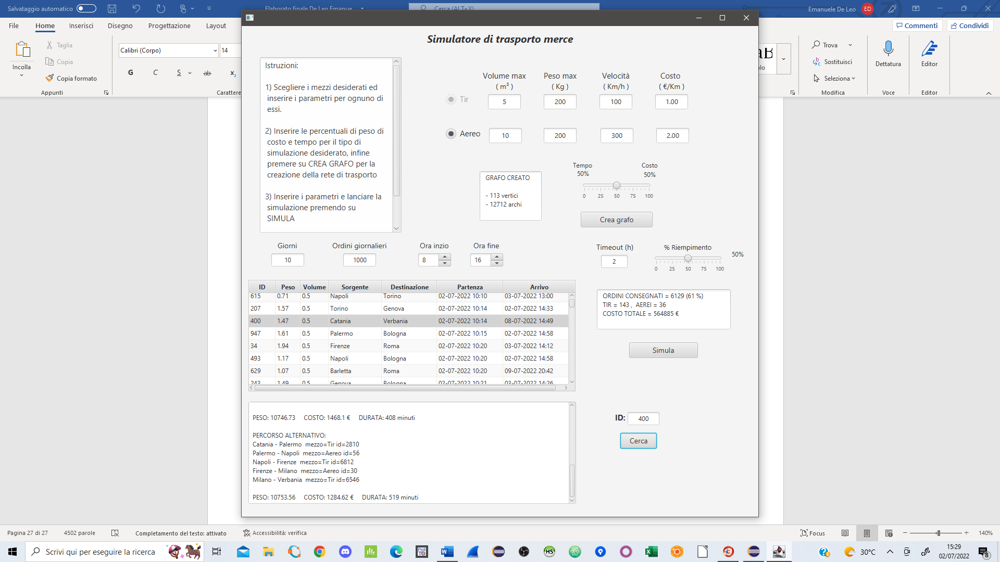 Salvataggio automatico
Elaborato finale De Leo Emanue...
Cerca (ALT+X)
Emanuele De Leo
ED
File
Home
Inserisci
Disegno
Progettazione
Layout
Commenti
Condividi
Incolla
Taglia
Copia
Copia formato
Appunti
Calibri (Corpo)
14
G
C
S
ab
x₂
Carattere
Trova
Sostituisci
Seleziona
Modifica
Dettatura
Voce
Editor
Editor
Simulatore di trasporto merce
Istruzioni:
1) Scegliere i mezzi desiderati ed
inserire i parametri per ognuno di
essi.
2) Inserire le percentuali di peso di
costo e tempo per il tipo di
simulazione desiderato, infine
premere su CREA GRAFO per la
creazione della rete di trasporto
3) Inserire i parametri e lanciare la
simulazione premendo su
SIMULA
Volume max Peso max Velocità Costo
( m³ ) ( Kg ) ( Km/h ) ( €/Km )
Tir 5 200 100 1.00
Aereo 10 200 300 2.00
GRAFO CREATO
- 113 vertici
- 12712 archi
Tempo Costo
50% 50%
0 25 50 75 100
Crea grafo
Giorni Ordini giornalieri Ora inzio Ora fine
10 1000 8 16
Timeout (h) % Riempimento
2 50%
0 25 50 75 100
ID Peso Volume Sorgente Destinazione Partenza Arrivo
615 0.71 0.5 Napoli Torino 02-07-2022 10:10 03-07-2022 13:00
207 1.57 0.5 Torino Genova 02-07-2022 10:14 02-07-2022 14:33
400 1.47 0.5 Catania Verbania 02-07-2022 10:14 08-07-2022 14:49
947 1.61 0.5 Palermo Bologna 02-07-2022 10:15 02-07-2022 14:58
34 1.94 0.5 Firenze Roma 02-07-2022 10:20 03-07-2022 14:12
493 1.17 0.5 Napoli Bologna 02-07-2022 10:20 02-07-2022 14:58
629 1.07 0.5 Barletta Roma 02-07-2022 10:20 09-07-2022 20:42
243 1.49 0.5 Genova Bologna 02-07-2022 10:21 03-07-2022 14:26
ORDINI CONSEGNATI = 6129 (61 %)
TIR = 143 , AEREI = 36
COSTO TOTALE = 564885 €
Simula
PESO: 10746.73 COSTO: 1468.1 € DURATA: 408 minuti
PERCORSO ALTERNATIVO:
Catania - Palermo mezzo=Tir id=2810
Palermo - Napoli mezzo=Aereo id=56
Napoli - Firenze mezzo=Tir id=6812
Firenze - Milano mezzo=Aereo id=30
Milano - Verbania mezzo=Tir id=6546
PESO: 10753.56 COSTO: 1284.62 € DURATA: 519 minuti
ID: 400
Cerca
Pagina 27 di 27
4502 parole
Completamento del testo: attivato
Accessibilità: verifica
Focus
140%
Scrivi qui per eseguire la ricerca
30°C
15:29
02/07/2022
8